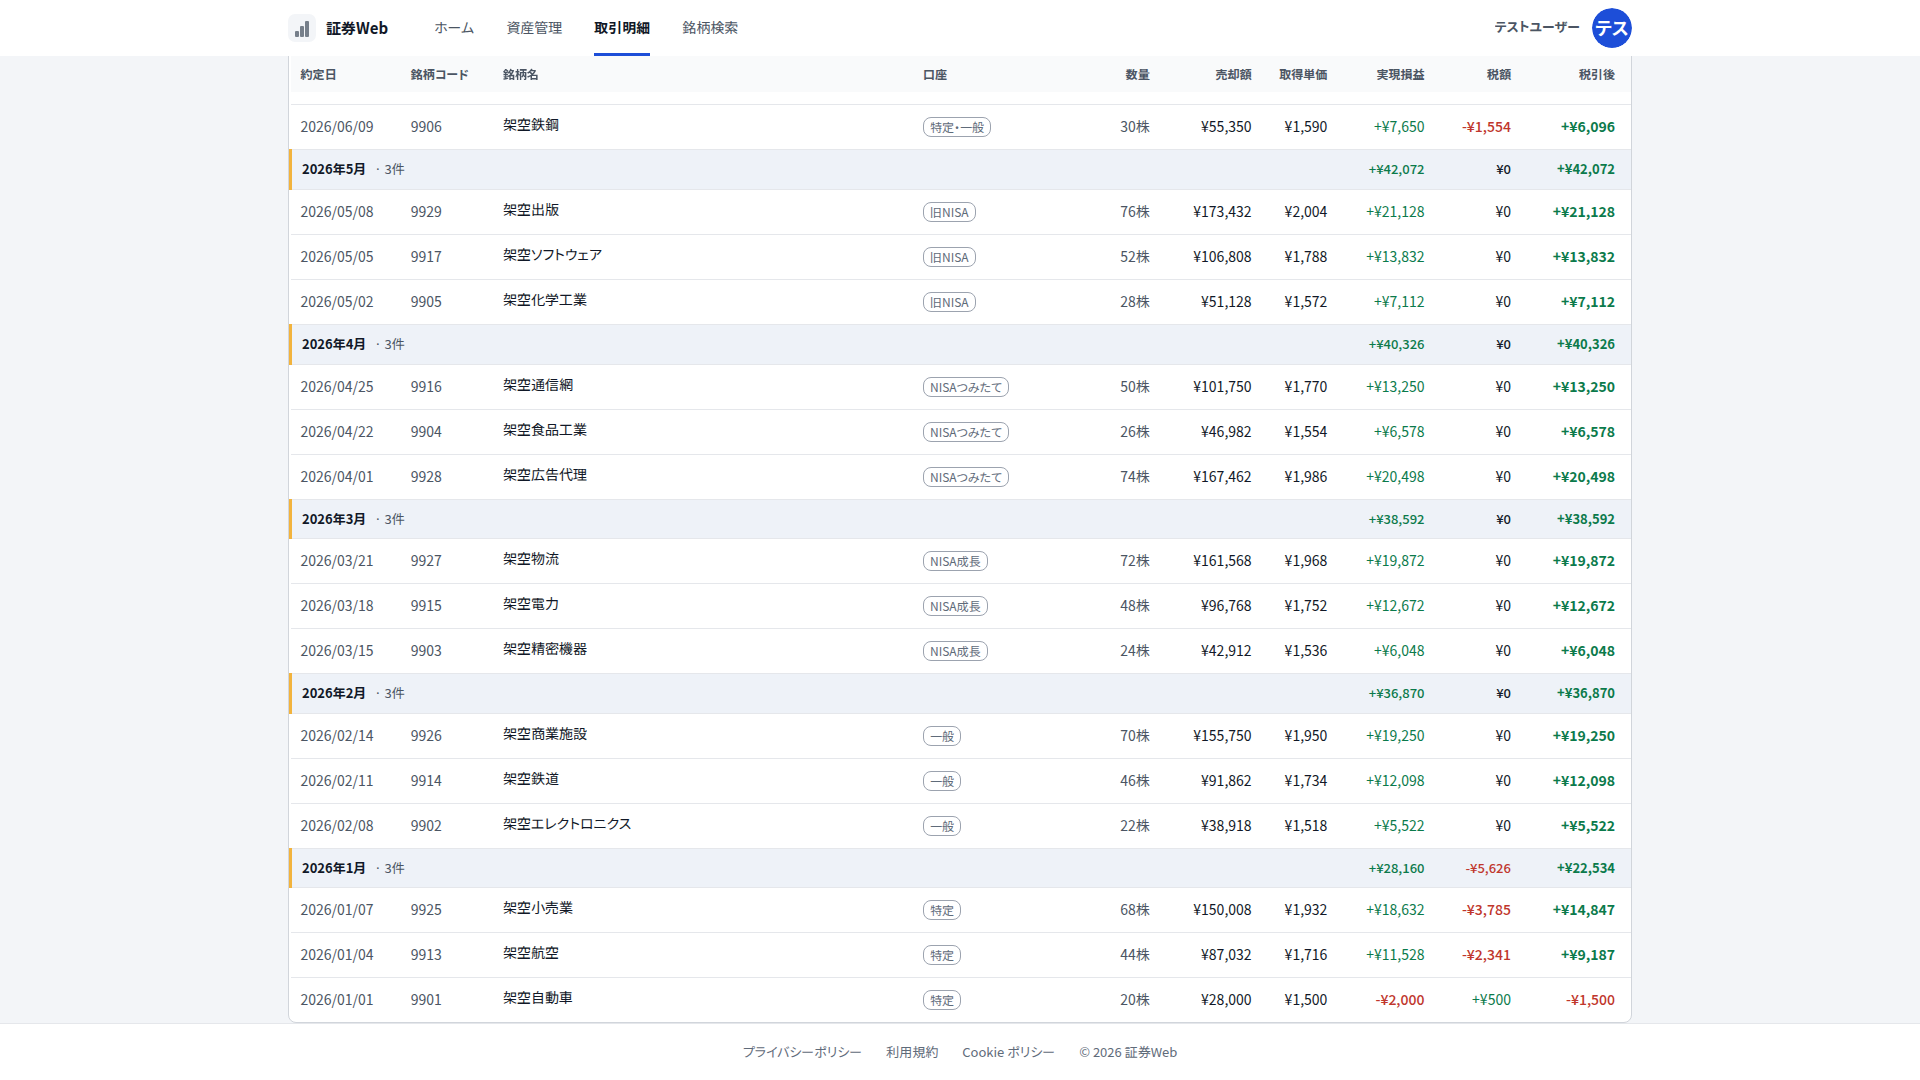 証券Web ホーム 資産管理 取引明細 銘柄検索 テストユーザー テス
約定日 銘柄コード 銘柄名 口座 数量 売却額 取得単価 実現損益 税額 税引後
2026/06/09 9906 架空鉄鋼 特定・一般 30株 ¥55,350 ¥1,590 +¥7,650 -¥1,554 +¥6,096
2026年5月 · 3件 +¥42,072 ¥0 +¥42,072
2026/05/08 9929 架空出版 旧NISA 76株 ¥173,432 ¥2,004 +¥21,128 ¥0 +¥21,128
2026/05/05 9917 架空ソフトウェア 旧NISA 52株 ¥106,808 ¥1,788 +¥13,832 ¥0 +¥13,832
2026/05/02 9905 架空化学工業 旧NISA 28株 ¥51,128 ¥1,572 +¥7,112 ¥0 +¥7,112
2026年4月 · 3件 +¥40,326 ¥0 +¥40,326
2026/04/25 9916 架空通信網 NISAつみたて 50株 ¥101,750 ¥1,770 +¥13,250 ¥0 +¥13,250
2026/04/22 9904 架空食品工業 NISAつみたて 26株 ¥46,982 ¥1,554 +¥6,578 ¥0 +¥6,578
2026/04/01 9928 架空広告代理 NISAつみたて 74株 ¥167,462 ¥1,986 +¥20,498 ¥0 +¥20,498
2026年3月 · 3件 +¥38,592 ¥0 +¥38,592
2026/03/21 9927 架空物流 NISA成長 72株 ¥161,568 ¥1,968 +¥19,872 ¥0 +¥19,872
2026/03/18 9915 架空電力 NISA成長 48株 ¥96,768 ¥1,752 +¥12,672 ¥0 +¥12,672
2026/03/15 9903 架空精密機器 NISA成長 24株 ¥42,912 ¥1,536 +¥6,048 ¥0 +¥6,048
2026年2月 · 3件 +¥36,870 ¥0 +¥36,870
2026/02/14 9926 架空商業施設 一般 70株 ¥155,750 ¥1,950 +¥19,250 ¥0 +¥19,250
2026/02/11 9914 架空鉄道 一般 46株 ¥91,862 ¥1,734 +¥12,098 ¥0 +¥12,098
2026/02/08 9902 架空エレクトロニクス 一般 22株 ¥38,918 ¥1,518 +¥5,522 ¥0 +¥5,522
2026年1月 · 3件 +¥28,160 -¥5,626 +¥22,534
2026/01/07 9925 架空小売業 特定 68株 ¥150,008 ¥1,932 +¥18,632 -¥3,785 +¥14,847
2026/01/04 9913 架空航空 特定 44株 ¥87,032 ¥1,716 +¥11,528 -¥2,341 +¥9,187
2026/01/01 9901 架空自動車 特定 20株 ¥28,000 ¥1,500 -¥2,000 +¥500 -¥1,500
プライバシーポリシー 利用規約 Cookie ポリシー © 2026 証券Web